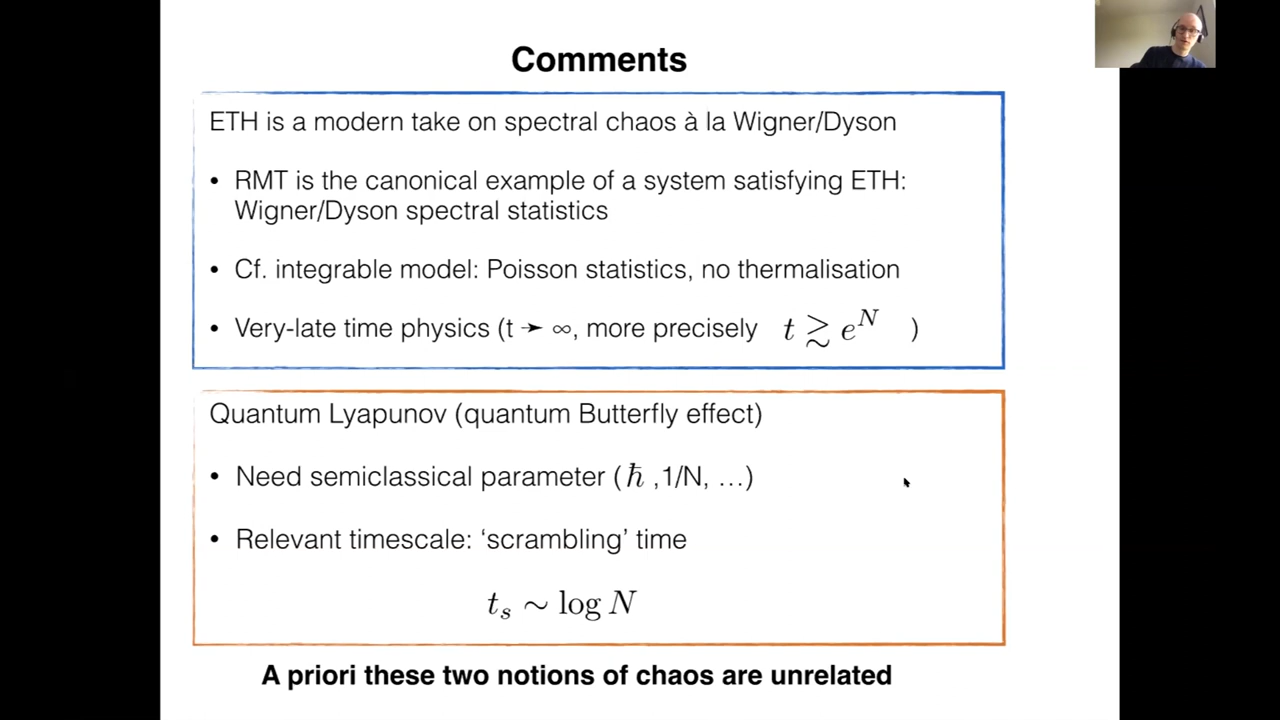 Comments
ETH is a modern take on spectral chaos à la Wigner/Dyson
• RMT is the canonical example of a system satisfying ETH:
Wigner/Dyson spectral statistics
• Cf. integrable model: Poisson statistics, no thermalisation
• Very-late time physics (t → ∞, more precisely t ≳ e^N )
Quantum Lyapunov (quantum Butterfly effect)
• Need semiclassical parameter (ℏ ,1/N, …)
• Relevant timescale: ‘scrambling’ time
t_s ∼ log N
A priori these two notions of chaos are unrelated